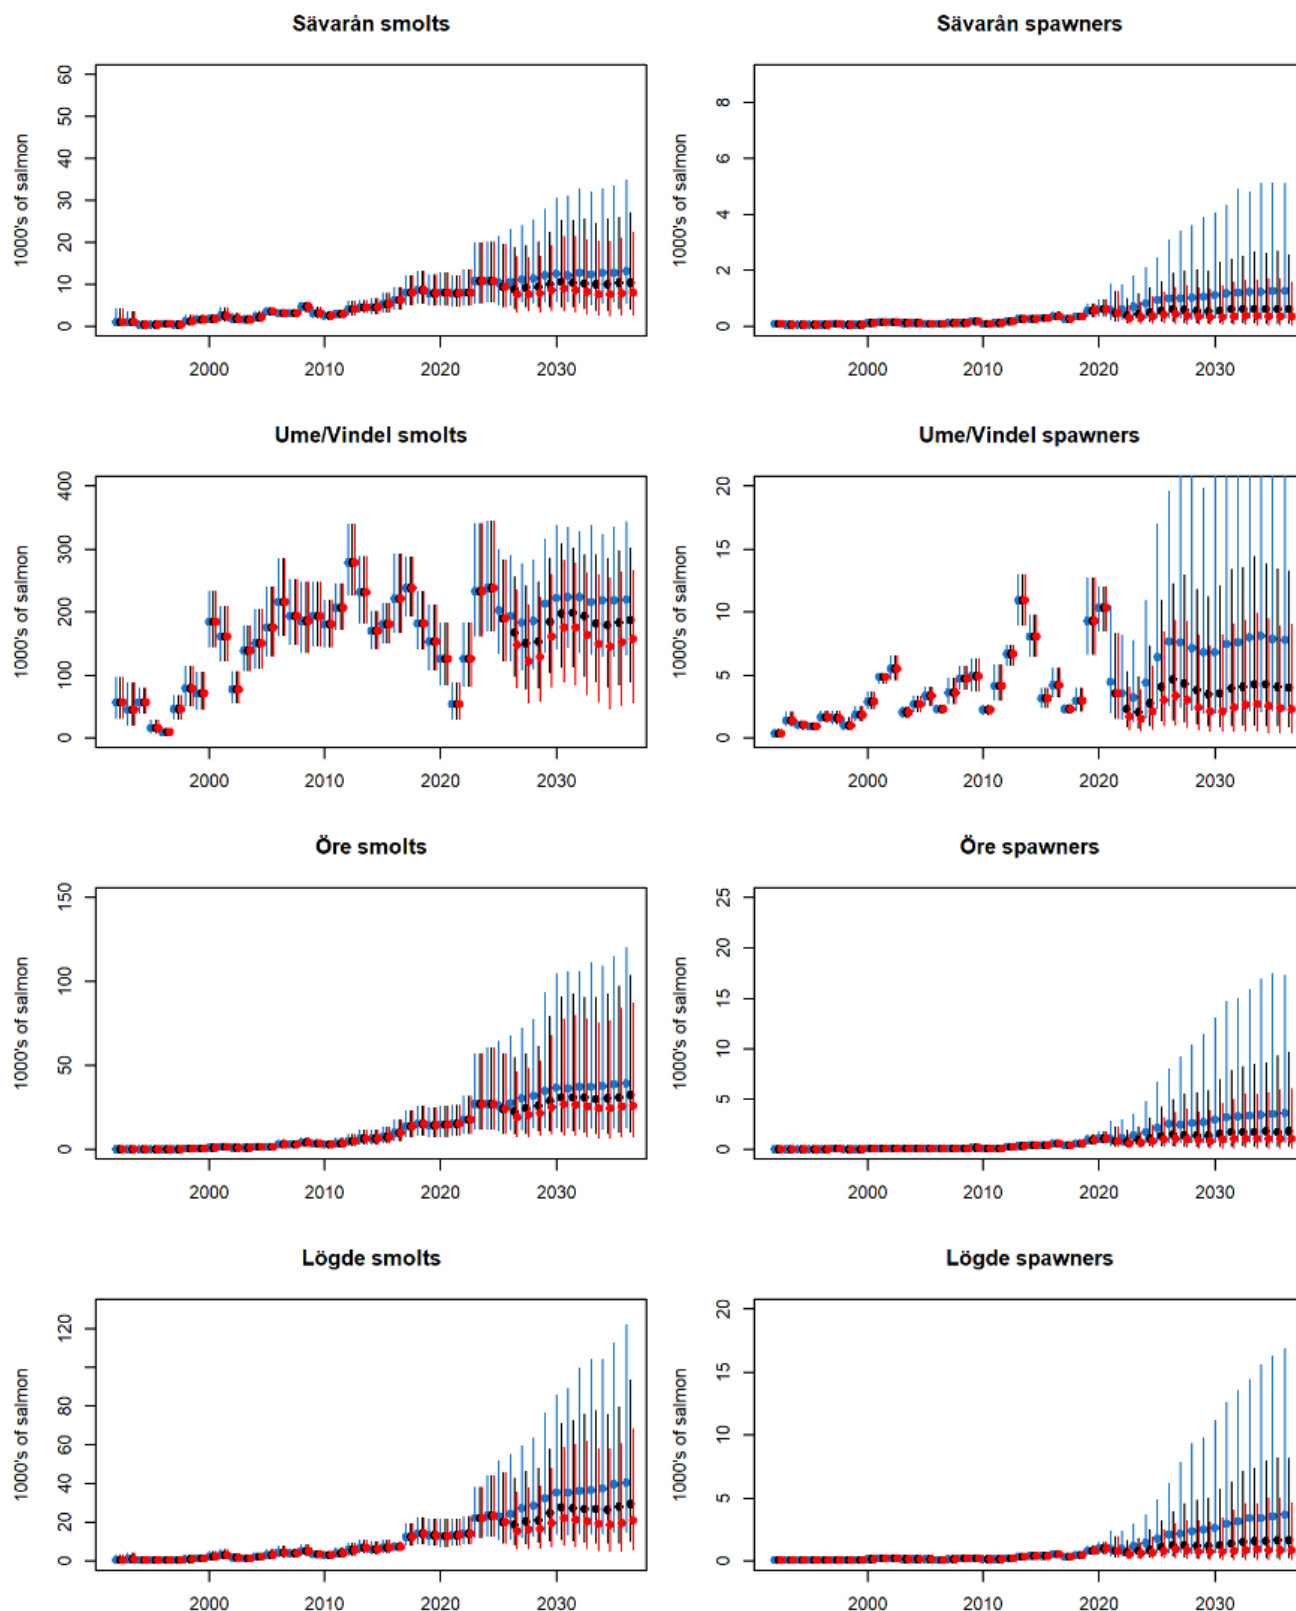 Sävarån smolts
1000's of salmon
60
50
40
30
20
10
0
2000 2010 2020 2030
Sävarån spawners
1000's of salmon
8
6
4
2
0
2000 2010 2020 2030
Ume/Vindel smolts
1000's of salmon
400
300
200
100
0
2000 2010 2020 2030
Ume/Vindel spawners
1000's of salmon
20
15
10
5
0
2000 2010 2020 2030
Öre smolts
1000's of salmon
150
100
50
0
2000 2010 2020 2030
Öre spawners
1000's of salmon
25
20
15
10
5
0
2000 2010 2020 2030
Lögde smolts
1000's of salmon
120
80
60
40
20
0
2000 2010 2020 2030
Lögde spawners
1000's of salmon
20
15
10
5
0
2000 2010 2020 2030